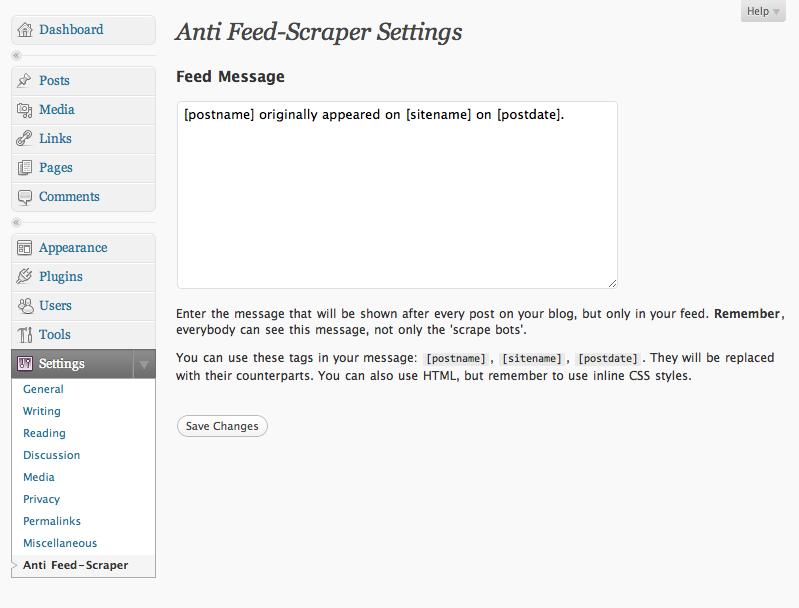 Help
Dashboard
Posts
Media
Links
Pages
Comments
Appearance
Plugins
Users
Tools
Settings
General
Writing
Reading
Discussion
Media
Privacy
Permalinks
Miscellaneous
Anti Feed-Scraper
Anti Feed-Scraper Settings
Feed Message
[postname] originally appeared on [sitename] on [postdate].
Enter the message that will be shown after every post on your blog, but only in your feed. Remember,
everybody can see this message, not only the 'scrape bots'.
You can use these tags in your message: [postname], [sitename], [postdate]. They will be replaced
with their counterparts. You can also use HTML, but remember to use inline CSS styles.
Save Changes